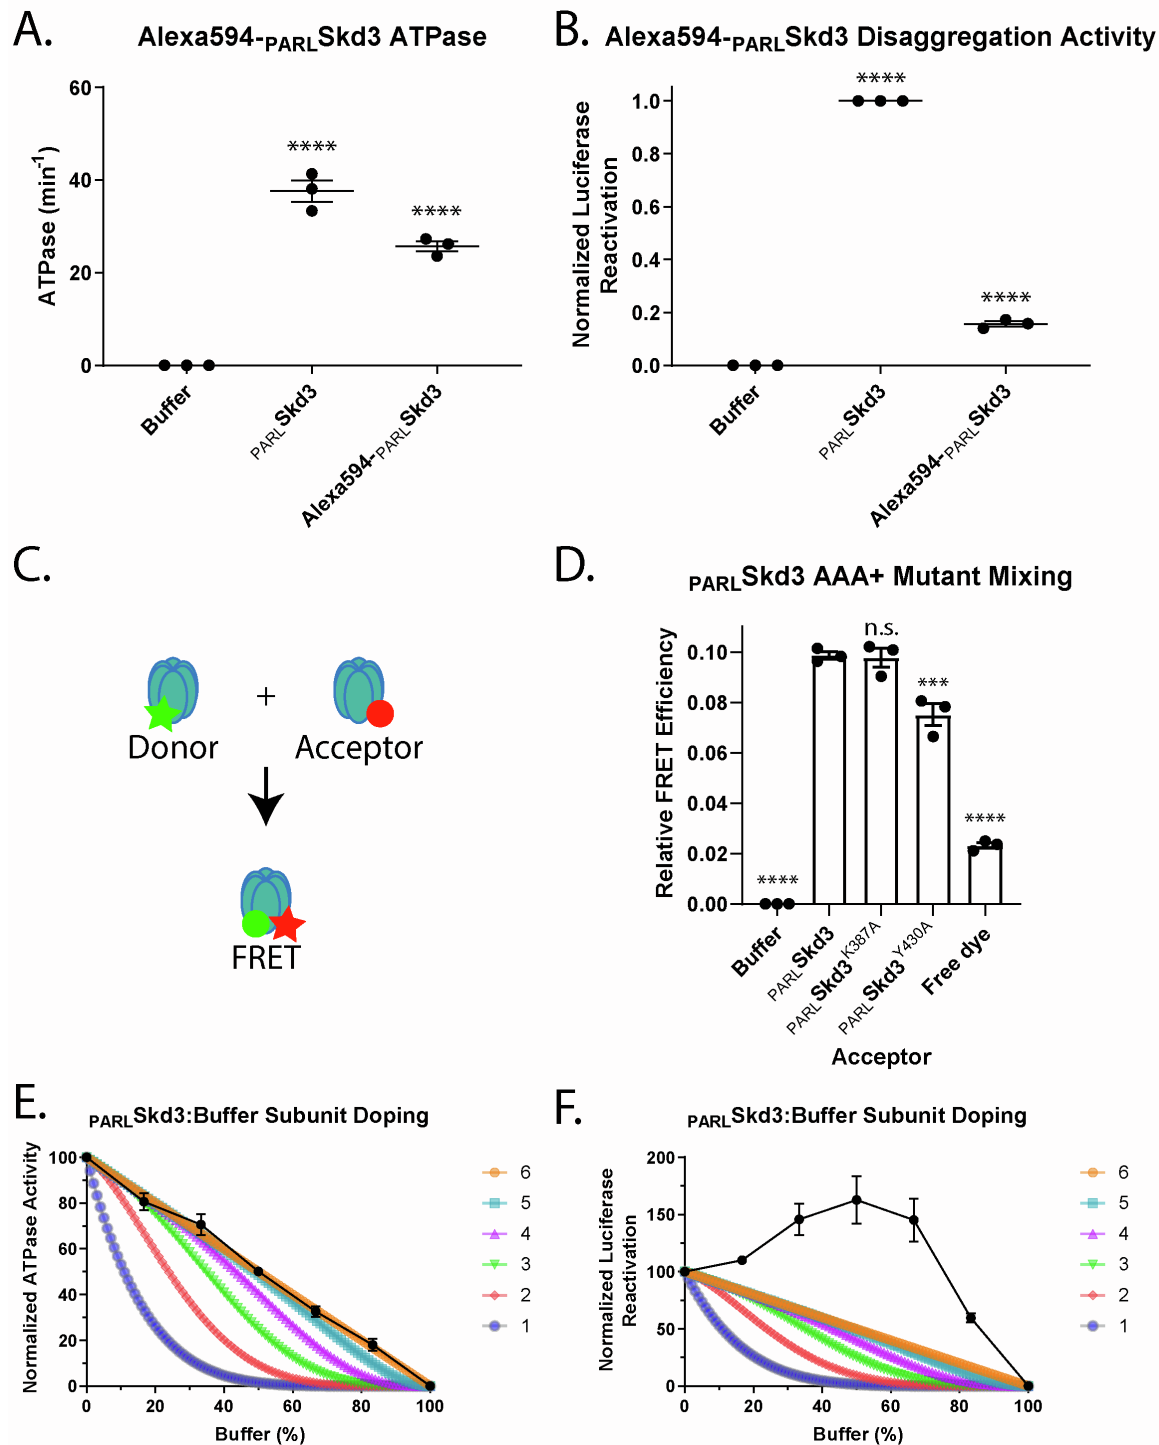 A.
Alexa594-PARLSkd3 ATPase
ATPase (min-1)
60
40
20
0
****
****
Buffer
PARLSkd3
Alexa594-PARLSkd3
B.
Alexa594-PARLSkd3 Disaggregation Activity
Normalized Luciferase
Reactivation
1.0
0.8
0.6
0.4
0.2
0.0
****
****
Buffer
PARLSkd3
Alexa594-PARLSkd3
C.
+
Donor
Acceptor
FRET
D.
PARLSkd3 AAA+ Mutant Mixing
Relative FRET Efficiency
0.10
0.08
0.06
0.04
0.02
0.00
****
n.s.
***
****
Buffer
PARLSkd3
PARLSkd3K387A
PARLSkd3Y430A
Free dye
Acceptor
E.
PARLSkd3:Buffer Subunit Doping
Normalized ATPase Activity
100
80
60
40
20
0
0
20
40
60
80
100
Buffer (%)
6
5
4
3
2
1
F.
PARLSkd3:Buffer Subunit Doping
Normalized Luciferase
Reactivation
200
150
100
50
0
0
20
40
60
80
100
Buffer (%)
6
5
4
3
2
1